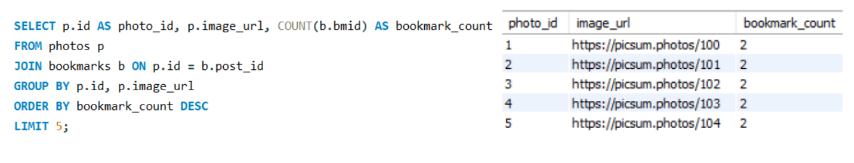 SELECT p.id AS photo_id, p.image_url, COUNT(b.bmid) AS bookmark_count
FROM photos p
JOIN bookmarks b ON p.id = b.post_id
GROUP BY p.id, p.image_url
ORDER BY bookmark_count DESC
LIMIT 5;
photo_id image_url bookmark_count
1 https://picsum.photos/100 2
2 https://picsum.photos/101 2
3 https://picsum.photos/102 2
4 https://picsum.photos/103 2
5 https://picsum.photos/104 2